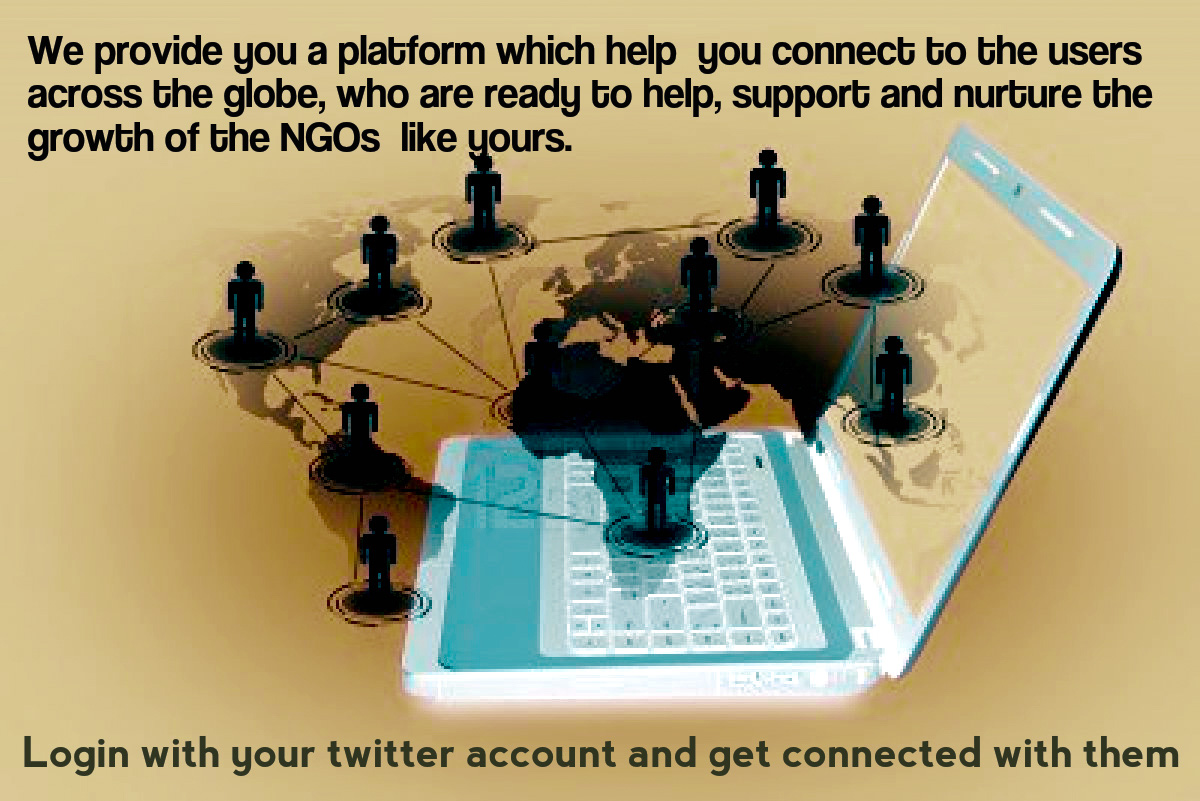 We provide you a platform which help  you connect to the users
across the globe, who are ready to help, support and nurture the
growth of the NGOs  like yours.
Login with your twitter account and get connected with them